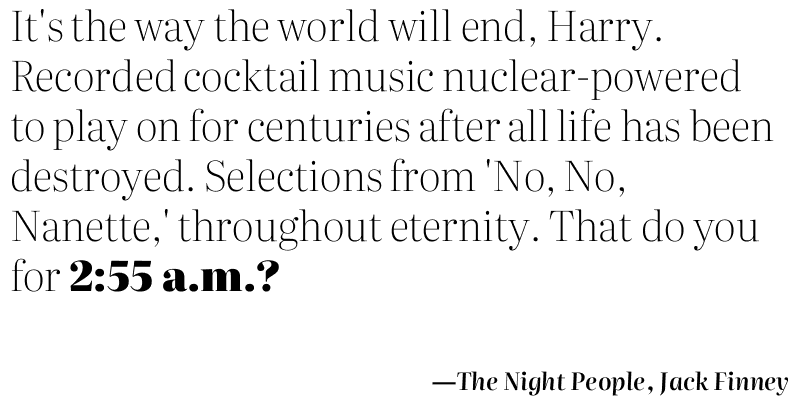 It's the way the world will end, Harry.
Recorded cocktail music nuclear-powered
to play on for centuries after all life has been
destroyed. Selections from 'No, No,
Nanette,' throughout eternity. That do you
for 2:55 a.m.?
—The Night People, Jack Finney